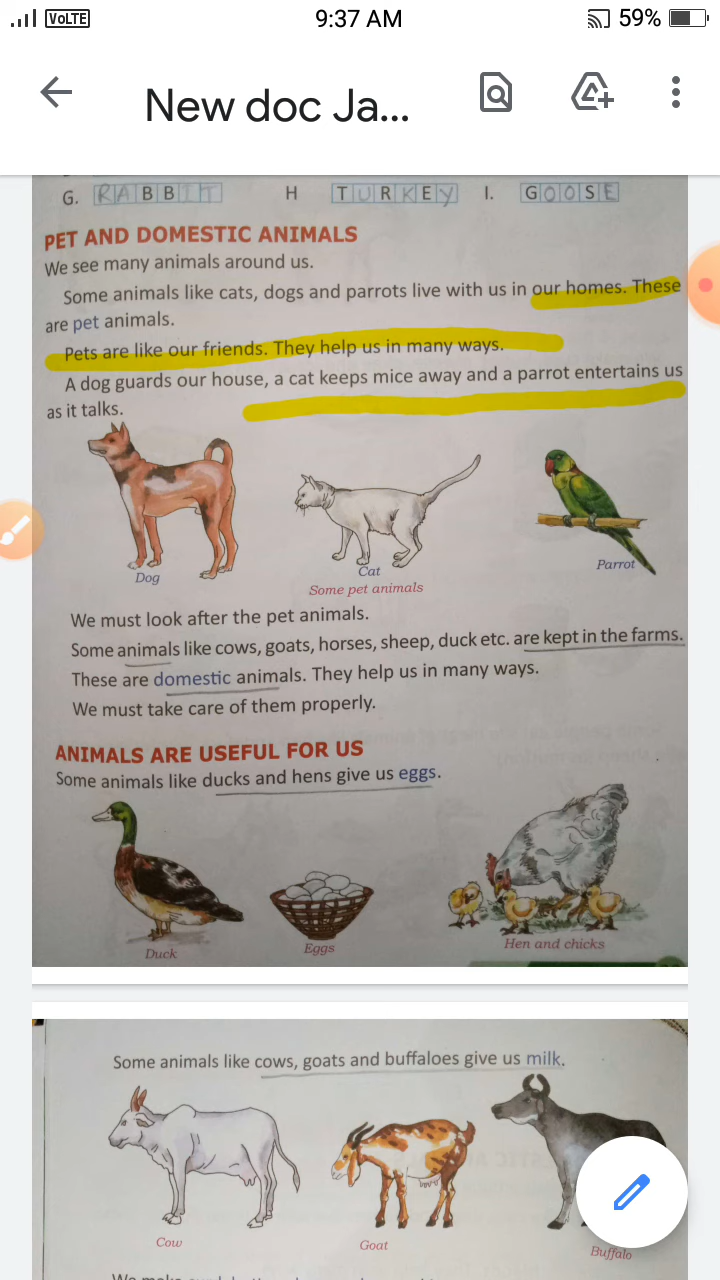 VoLTE 9:37 AM 59%
New doc Ja...
G. RABBIT H TURKEY I. GOOSE
PET AND DOMESTIC ANIMALS
We see many animals around us.
Some animals like cats, dogs and parrots live with us in our homes. These
are pet animals.
Pets are like our friends. They help us in many ways.
A dog guards our house, a cat keeps mice away and a parrot entertains us
as it talks.
Dog
Cat
Parrot
Some pet animals
We must look after the pet animals.
Some animals like cows, goats, horses, sheep, duck etc. are kept in the farms.
These are domestic animals. They help us in many ways.
We must take care of them properly.
ANIMALS ARE USEFUL FOR US
Some animals like ducks and hens give us eggs.
Duck
Eggs
Hen and chicks
Some animals like cows, goats and buffaloes give us milk.
Cow
Goat
Buffalo